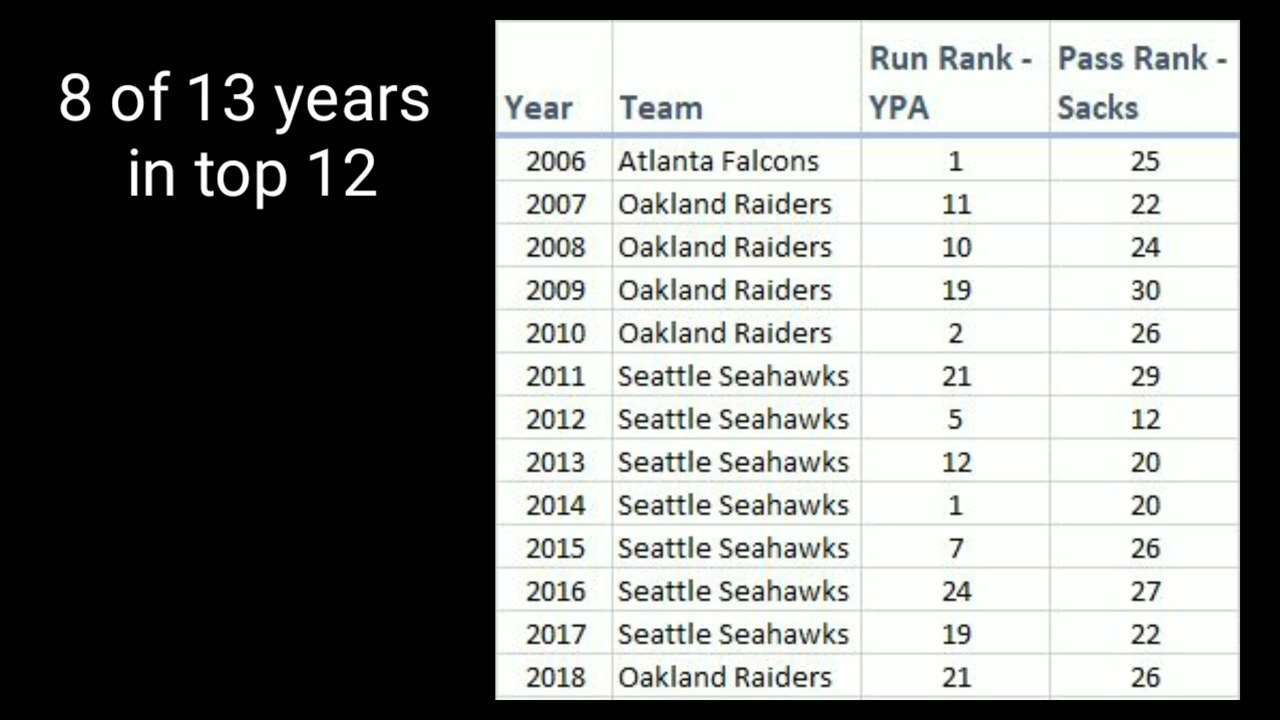 8 of 13 years
in top 12
Year Team Run Rank - YPA Pass Rank - Sacks
2006 Atlanta Falcons 1 25
2007 Oakland Raiders 11 22
2008 Oakland Raiders 10 24
2009 Oakland Raiders 19 30
2010 Oakland Raiders 2 26
2011 Seattle Seahawks 21 29
2012 Seattle Seahawks 5 12
2013 Seattle Seahawks 12 20
2014 Seattle Seahawks 1 20
2015 Seattle Seahawks 7 26
2016 Seattle Seahawks 24 27
2017 Seattle Seahawks 19 22
2018 Oakland Raiders 21 26